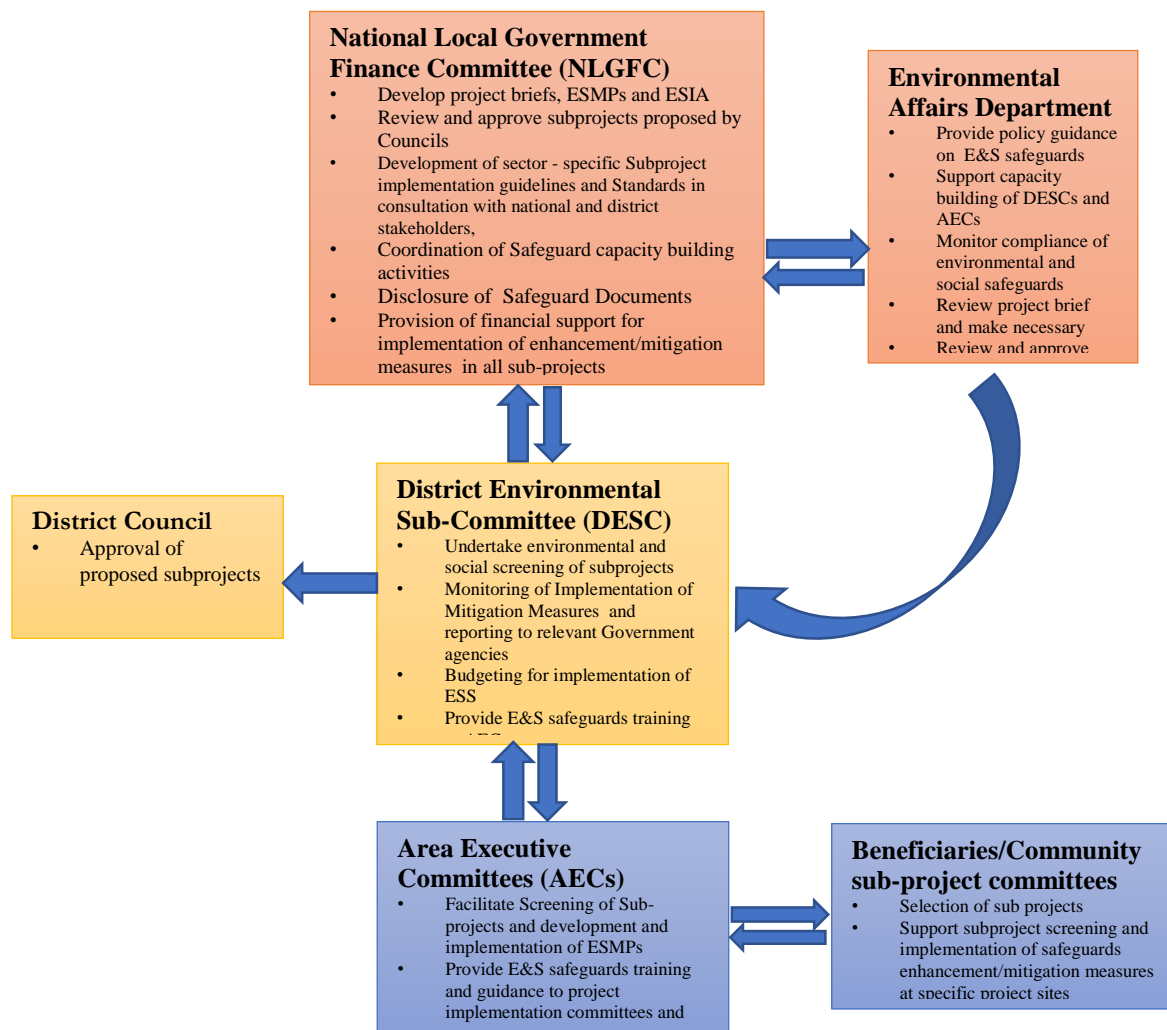 National Local Government
Finance Committee (NLGFC)
• Develop project briefs, ESMPs and ESIA
• Review and approve subprojects proposed by
Councils
• Development of sector - specific Subproject
implementation guidelines and Standards in
consultation with national and district
stakeholders,
• Coordination of Safeguard capacity building
activities
• Disclosure of Safeguard Documents
• Provision of financial support for
implementation of enhancement/mitigation
measures in all sub-projects
Environmental
Affairs Department
• Provide policy guidance
on E&S safeguards
• Support capacity
building of DESCs and
AECs
• Monitor compliance of
environmental and
social safeguards
• Review project brief
and make necessary
• Review and approve
District Council
• Approval of
proposed subprojects
District Environmental
Sub-Committee (DESC)
• Undertake environmental and
social screening of subprojects
• Monitoring of Implementation of
Mitigation Measures and
reporting to relevant Government
agencies
• Budgeting for implementation of
ESS
• Provide E&S safeguards training
Area Executive
Committees (AECs)
• Facilitate Screening of Sub-
projects and development and
implementation of ESMPs
• Provide E&S safeguards training
and guidance to project
implementation committees and
Beneficiaries/Community
sub-project committees
• Selection of sub projects
• Support subproject screening and
implementation of safeguards
enhancement/mitigation measures
at specific project sites